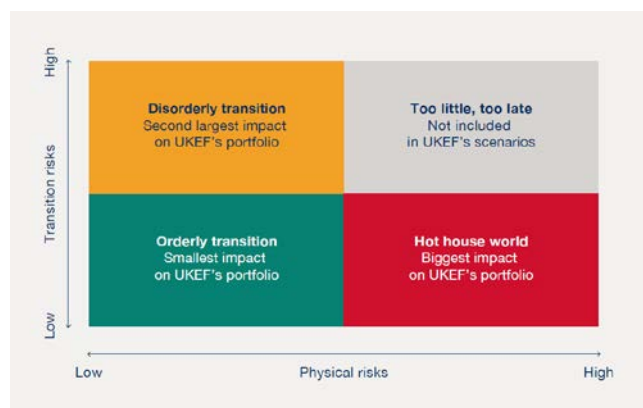 High
Transition risks
Low
Disorderly transition
Second largest impact
on UKEF's portfolio
Too little, too late
Not included
in UKEF's scenarios
Orderly transition
Smallest impact
on UKEF's portfolio
Hot house world
Biggest impact
on UKEF's portfolio
Low
Physical risks
High